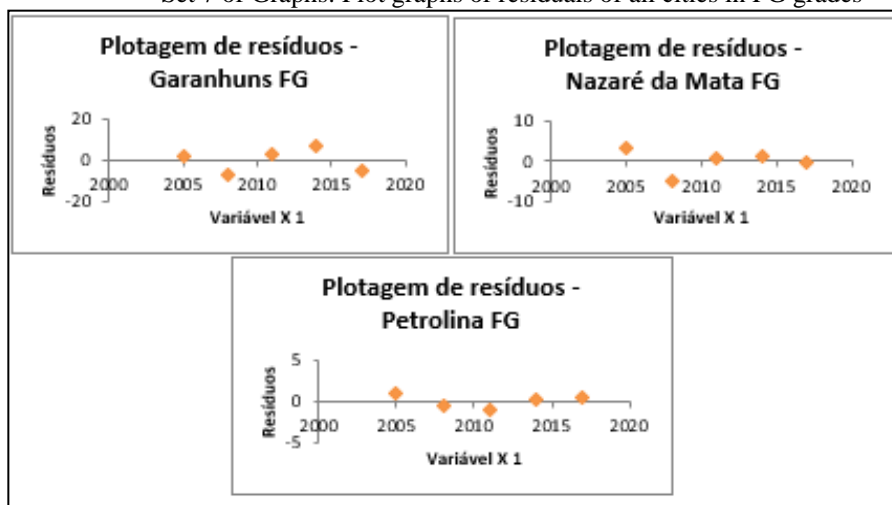 Set 7 of Graphs: Plot graphs of residuals of all cities in FG grades
Plotagem de resíduos -
Garanhuns FG
20
0
-20
2000 2005 2010 2015 2020
Resíduos
Variável X 1
Plotagem de resíduos -
Nazaré da Mata FG
10
0
-10
2000 2005 2010 2015 2020
Resíduos
Variável X 1
Plotagem de resíduos -
Petrolina FG
5
0
-5
2000 2005 2010 2015 2020
Resíduos
Variável X 1